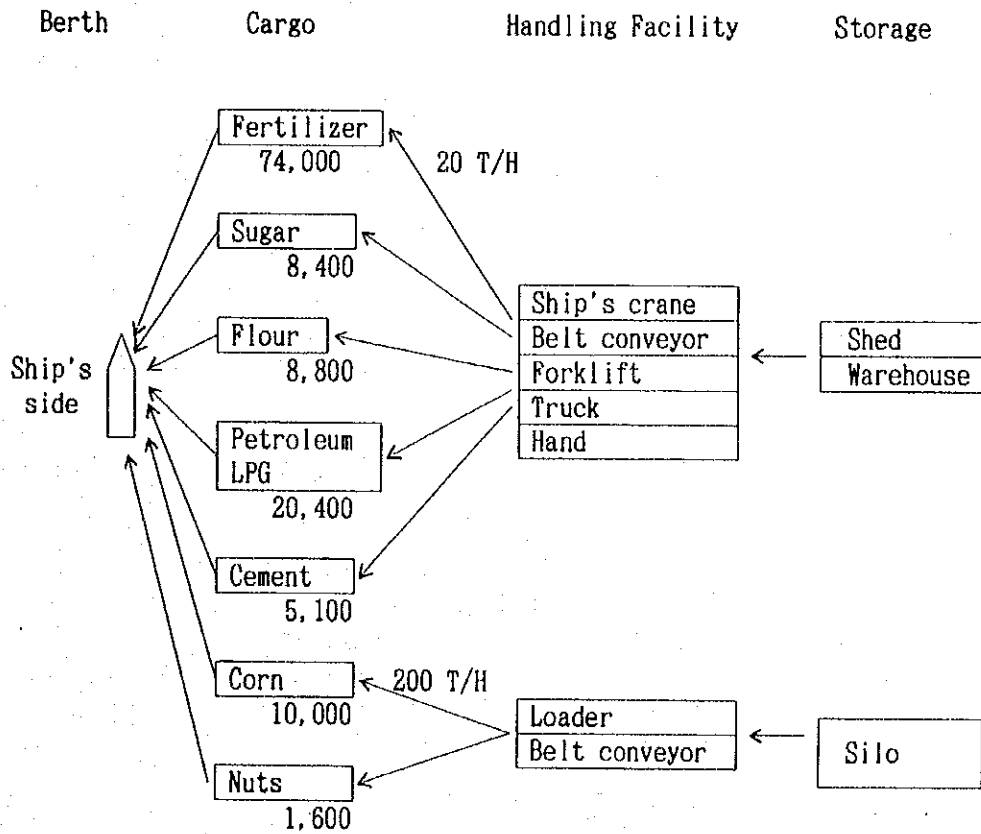 Berth Cargo Handling Facility Storage
Fertilizer
74,000
20 T/H
Sugar
8,400
Flour
8,800
Ship's
side
Petroleum
LPG
20,400
Cement
5,100
Corn
10,000
200 T/H
Nuts
1,600
Ship's crane
Belt conveyor
Forklift
Truck
Hand
Loader
Belt conveyor
Shed
Warehouse
Silo